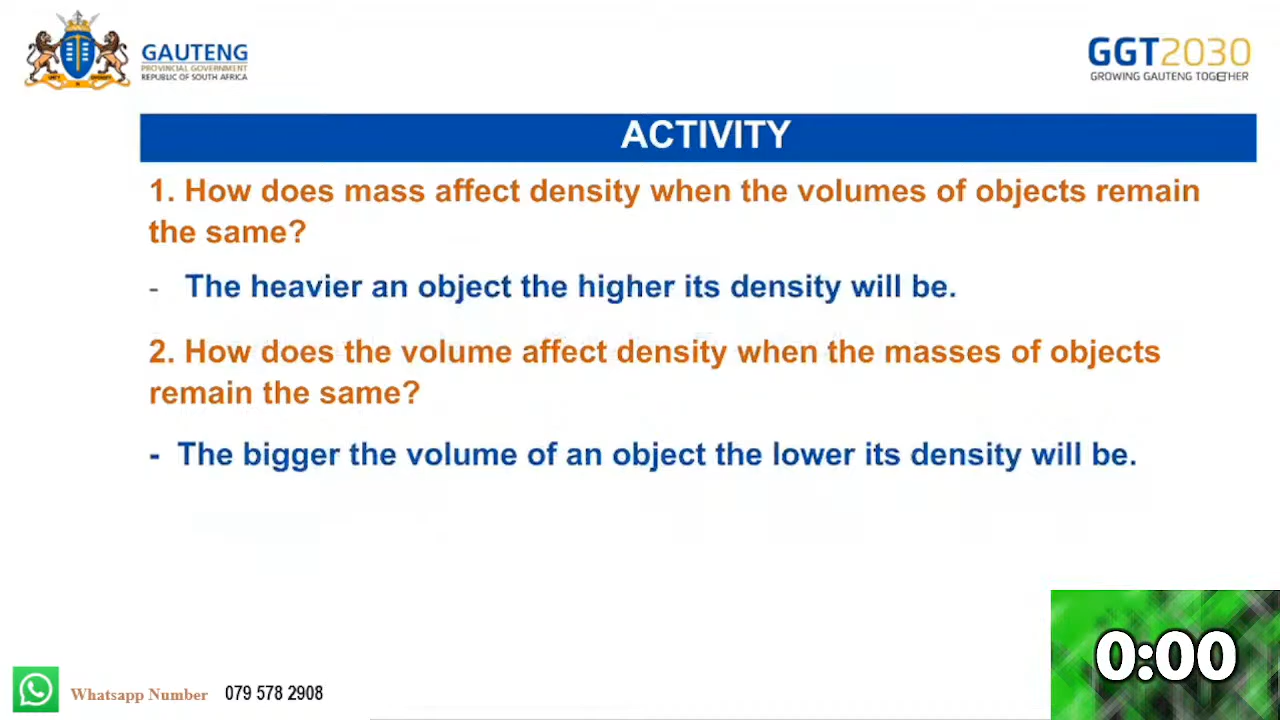 GAUTENG
PROVINCIAL GOVERNMENT
REPUBLIC OF SOUTH AFRICA
GGT2030
GROWING GAUTENG TOGETHER
ACTIVITY
1. How does mass affect density when the volumes of objects remain
the same?
- The heavier an object the higher its density will be.
2. How does the volume affect density when the masses of objects
remain the same?
- The bigger the volume of an object the lower its density will be.
0:00
Whatsapp Number 079 578 2908